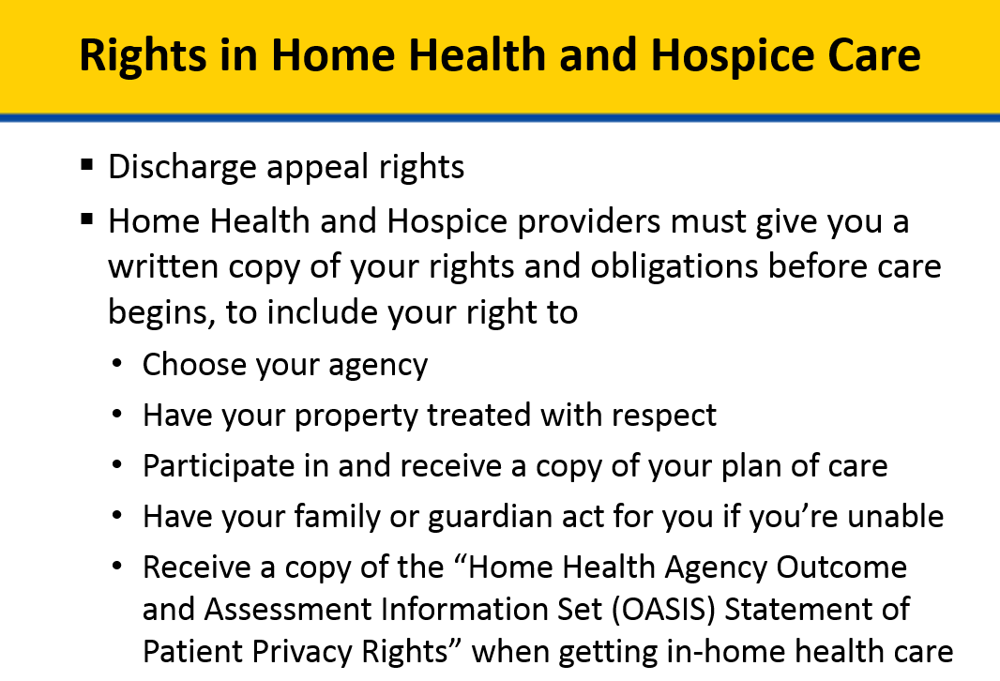 Rights in Home Health and Hospice Care
▪ Discharge appeal rights
▪ Home Health and Hospice providers must give you a
written copy of your rights and obligations before care
begins, to include your right to
• Choose your agency
• Have your property treated with respect
• Participate in and receive a copy of your plan of care
• Have your family or guardian act for you if you’re unable
• Receive a copy of the “Home Health Agency Outcome
and Assessment Information Set (OASIS) Statement of
Patient Privacy Rights” when getting in-home health care